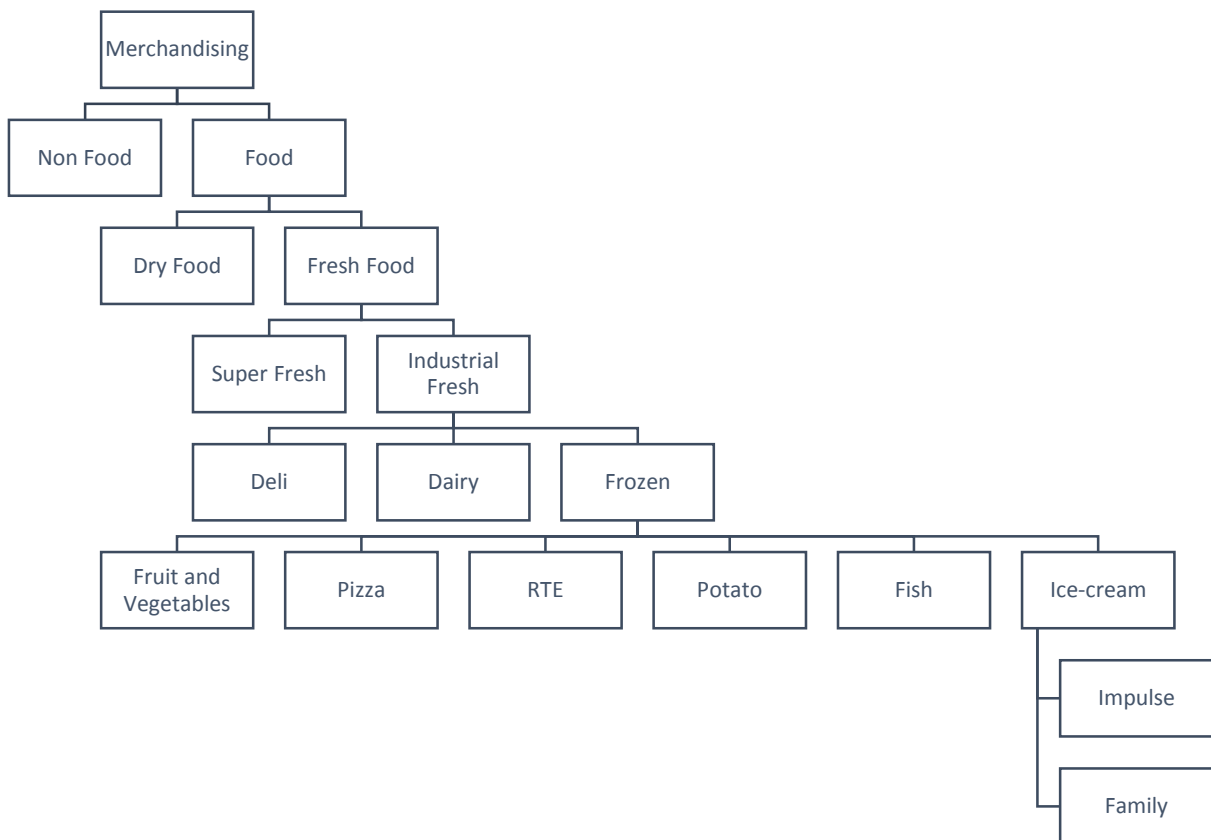 Merchandising
Non Food
Food
Dry Food
Fresh Food
Super Fresh
Industrial
Fresh
Deli
Dairy
Frozen
Fruit and
Vegetables
Pizza
RTE
Potato
Fish
Ice-cream
Impulse
Family